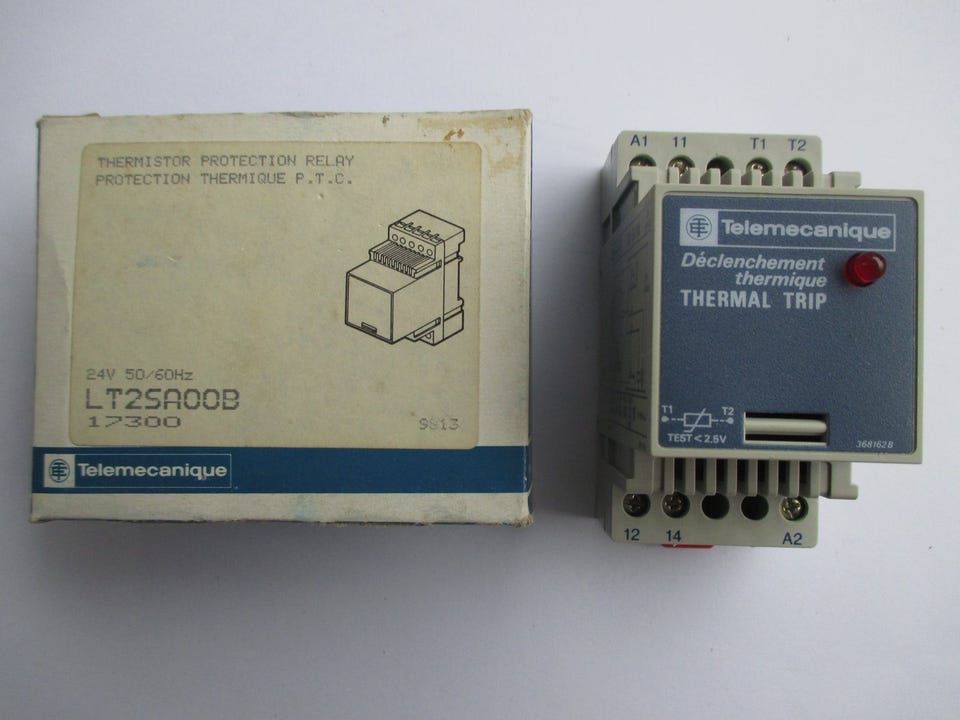 THERMISTOR PROTECTION RELAY
PROTECTION THERMIQUE P.T.C.
24V 50/60Hz
LT2SA00B
17300
9813
Telemecanique
A1 11 T1 T2
Telemecanique
Déclenchement
thermique
THERMAL TRIP
T1 T2
TEST < 2,5V
368162B
12 14 A2